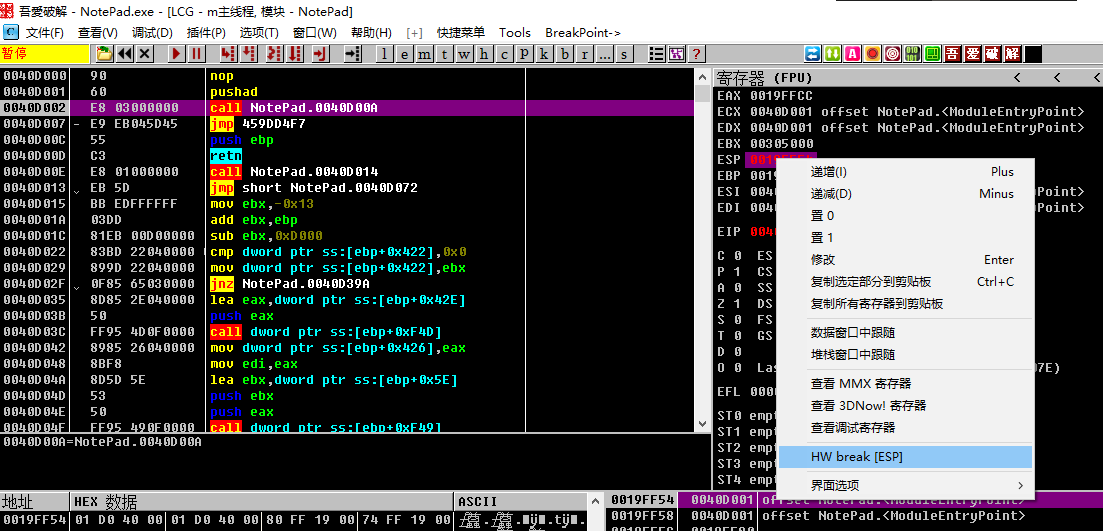 吾愛破解 - NotePad.exe - [LCG - m主线程, 模块 - NotePad]
文件(F) 查看(V) 调试(D) 插件(P) 选项(T) 窗口(W) 帮助(H) [+] 快捷菜单 Tools BreakPoint->
暂停 l e m t w h c p k b r ... s ? A 吾 爱 破 解
0040D000 90 nop
0040D001 60 pushad
0040D002 E8 03000000 call NotePad.0040D00A
0040D007 - E9 EB045D45 jmp 459DD4F7
0040D00C 55 push ebp
0040D00D C3 retn
0040D00E E8 01000000 call NotePad.0040D014
0040D013 EB 5D jmp short NotePad.0040D072
0040D015 BB EDFFFFFF mov ebx,-0x13
0040D01A 03DD add ebx,ebp
0040D01C 81EB 00D00000 sub ebx,0xD000
0040D022 83BD 22040000 cmp dword ptr ss:[ebp+0x422],0x0
0040D029 899D 22040000 mov dword ptr ss:[ebp+0x422],ebx
0040D02F 0F85 65030000 jnz NotePad.0040D39A
0040D035 8D85 2E040000 lea eax,dword ptr ss:[ebp+0x42E]
0040D03B 50 push eax
0040D03C FF95 4D0F0000 call dword ptr ss:[ebp+0xF4D]
0040D042 8985 26040000 mov dword ptr ss:[ebp+0x426],eax
0040D048 8BF8 mov edi,eax
0040D04A 8D5D 5E lea ebx,dword ptr ss:[ebp+0x5E]
0040D04D 53 push ebx
0040D04E 50 push eax
0040D04F FF95 490F0000 call dword ptr ss:[ebp+0xF49]
0040D00A=NotePad.0040D00A
寄存器 (FPU) < < <
EAX 0019FFCC
ECX 0040D001 offset NotePad.<ModuleEntryPoint>
EDX 0040D001 offset NotePad.<ModuleEntryPoint>
EBX 00305000
ESP
EBP 0019
ESI 0040 Point>
EDI 0040 Point>
EIP 0040
C 0 ES
P 1 CS
A 0 SS
Z 1 DS
S 0 FS
T 0 GS
D 0
O 0 Las 7E)
EFL 0000
ST0 empt
ST1 empt
ST2 empt
ST3 empt
ST4 empt
递增(I) Plus
递减(D) Minus
置 0
置 1
修改 Enter
复制选定部分到剪贴板 Ctrl+C
复制所有寄存器到剪贴板
数据窗口中跟随
堆栈窗口中跟随
查看 MMX 寄存器
查看 3DNow! 寄存器
查看调试寄存器
HW break [ESP]
界面选项
地址 HEX 数据 ASCII
0019FF54 01 D0 40 00 01 D0 40 00 80 FF 19 00 74 FF 19 00
0019FF54 0040D001 offset NotePad.<ModuleEntryPoint>
0019FF58 0040D001 offset NotePad.<ModuleEntryPoint>